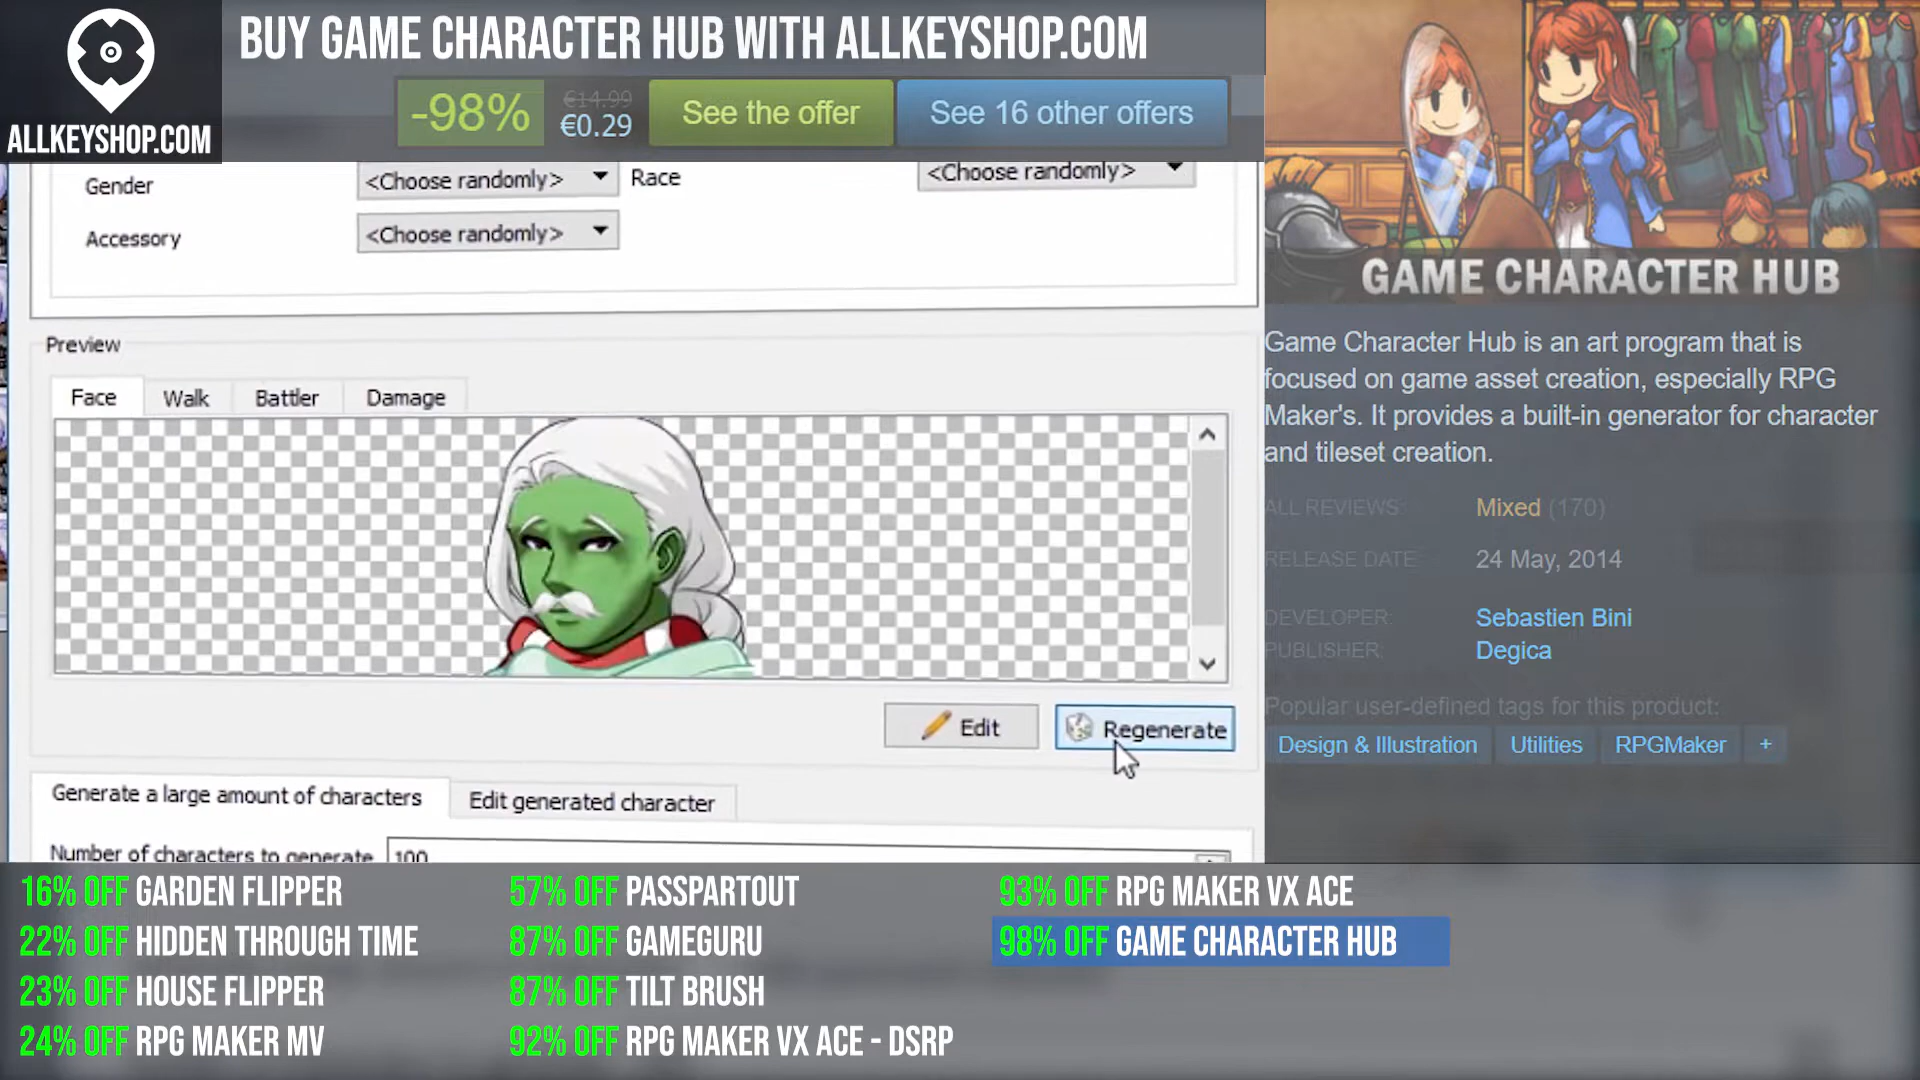 BUY GAME CHARACTER HUB WITH ALLKEYSHOP.COM
ALLKEYSHOP.COM
-98%
€14.99
€0.29
See the offer
See 16 other offers
Gender
<Choose randomly>
Race
<Choose randomly>
Accessory
<Choose randomly>
Preview
Face
Walk
Battler
Damage
Edit
Regenerate
Generate a large amount of characters
Edit generated character
Number of characters to generate
100
GAME CHARACTER HUB
Game Character Hub is an art program that is
focused on game asset creation, especially RPG
Maker's. It provides a built-in generator for character
and tileset creation.
ALL REVIEWS:
Mixed (170)
RELEASE DATE:
24 May, 2014
DEVELOPER:
Sebastien Bini
PUBLISHER:
Degica
Popular user-defined tags for this product:
Design & Illustration
Utilities
RPGMaker
+
16% OFF GARDEN FLIPPER
22% OFF HIDDEN THROUGH TIME
23% OFF HOUSE FLIPPER
24% OFF RPG MAKER MV
57% OFF PASSPARTOUT
87% OFF GAMEGURU
87% OFF TILT BRUSH
92% OFF RPG MAKER VX ACE - DSRP
93% OFF RPG MAKER VX ACE
98% OFF GAME CHARACTER HUB